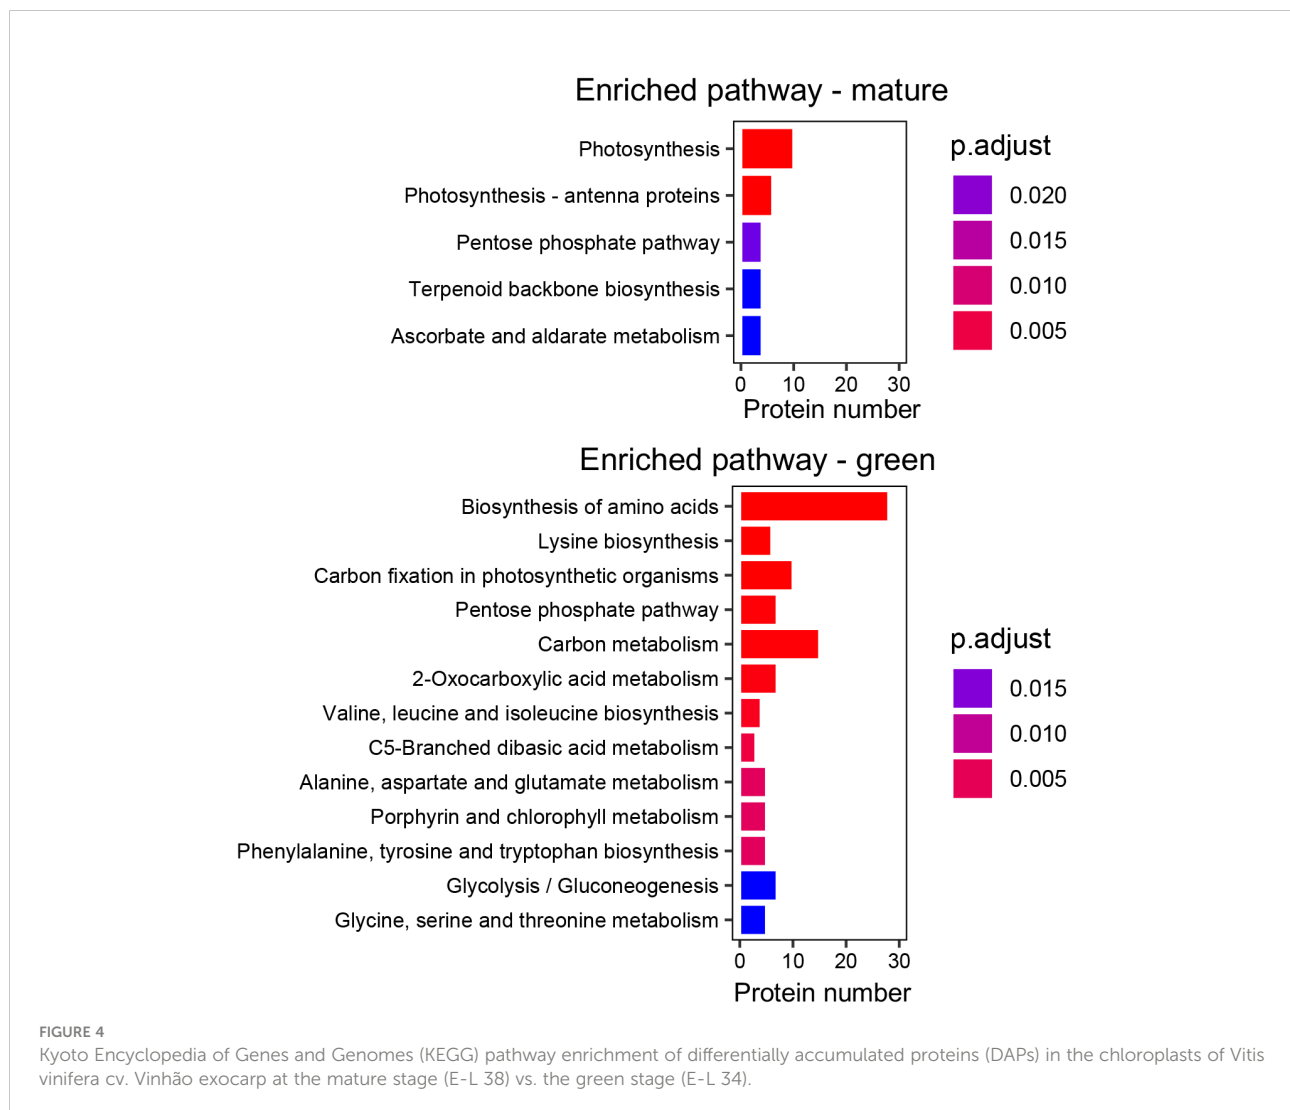 Enriched pathway - mature
Photosynthesis
Photosynthesis - antenna proteins
Pentose phosphate pathway
Terpenoid backbone biosynthesis
Ascorbate and aldarate metabolism
0 10 20 30
Protein number
p.adjust
0.020
0.015
0.010
0.005
Enriched pathway - green
Biosynthesis of amino acids
Lysine biosynthesis
Carbon fixation in photosynthetic organisms
Pentose phosphate pathway
Carbon metabolism
2-Oxocarboxylic acid metabolism
Valine, leucine and isoleucine biosynthesis
C5-Branched dibasic acid metabolism
Alanine, aspartate and glutamate metabolism
Porphyrin and chlorophyll metabolism
Phenylalanine, tyrosine and tryptophan biosynthesis
Glycolysis / Gluconeogenesis
Glycine, serine and threonine metabolism
0 10 20 30
Protein number
p.adjust
0.015
0.010
0.005
FIGURE 4
Kyoto Encyclopedia of Genes and Genomes (KEGG) pathway enrichment of differentially accumulated proteins (DAPs) in the chloroplasts of Vitis
vinifera cv. Vinhão exocarp at the mature stage (E-L 38) vs. the green stage (E-L 34).